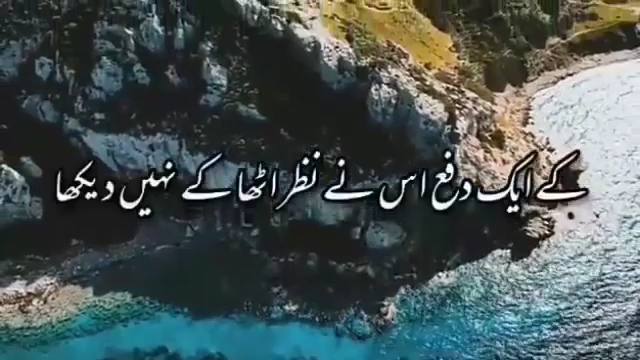 کے ایک دفع اس نے نظر اٹھا کے نہیں دیکھا